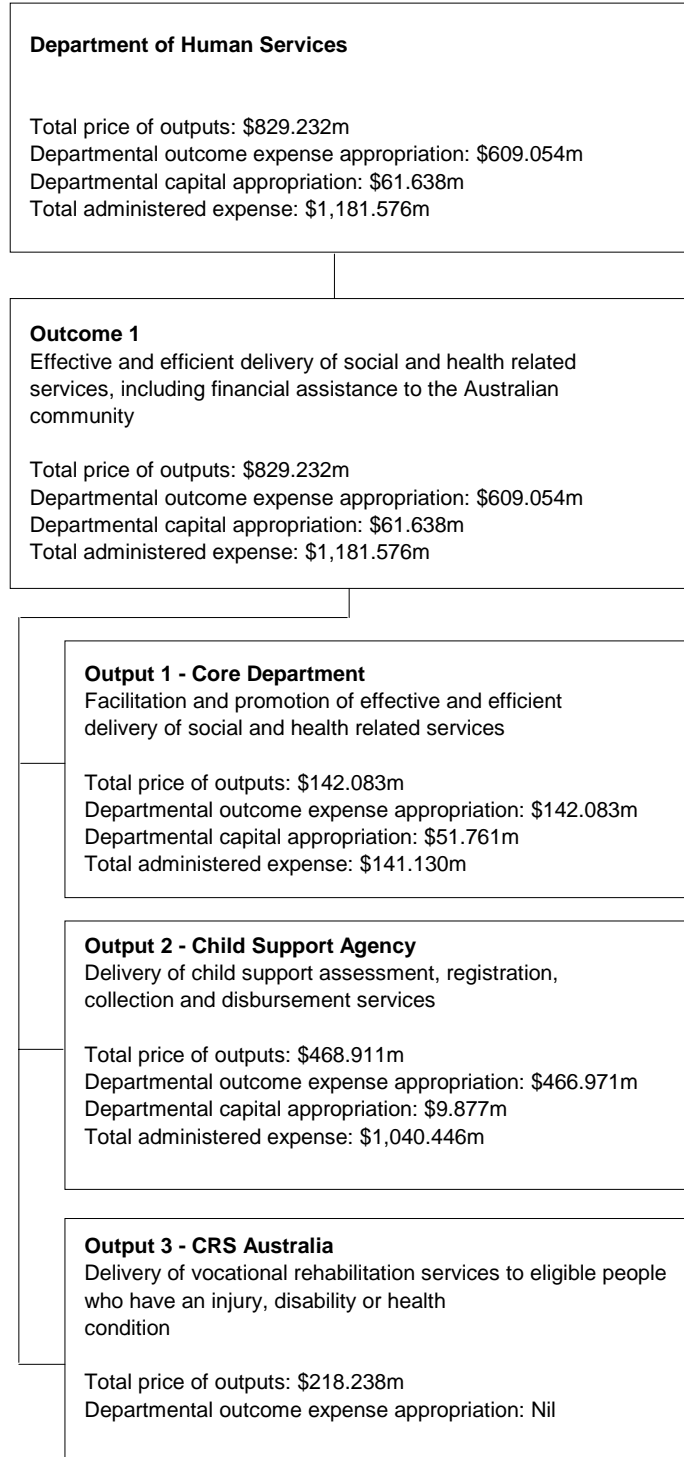 Department of Human Services
Total price of outputs: $829.232m
Departmental outcome expense appropriation: $609.054m
Departmental capital appropriation: $61.638m
Total administered expense: $1,181.576m
Outcome 1
Effective and efficient delivery of social and health related
services, including financial assistance to the Australian
community
Total price of outputs: $829.232m
Departmental outcome expense appropriation: $609.054m
Departmental capital appropriation: $61.638m
Total administered expense: $1,181.576m
Output 1 - Core Department
Facilitation and promotion of effective and efficient
delivery of social and health related services
Total price of outputs: $142.083m
Departmental outcome expense appropriation: $142.083m
Departmental capital appropriation: $51.761m
Total administered expense: $141.130m
Output 2 - Child Support Agency
Delivery of child support assessment, registration,
collection and disbursement services
Total price of outputs: $468.911m
Departmental outcome expense appropriation: $466.971m
Departmental capital appropriation: $9.877m
Total administered expense: $1,040.446m
Output 3 - CRS Australia
Delivery of vocational rehabilitation services to eligible people
who have an injury, disability or health
condition
Total price of outputs: $218.238m
Departmental outcome expense appropriation: Nil